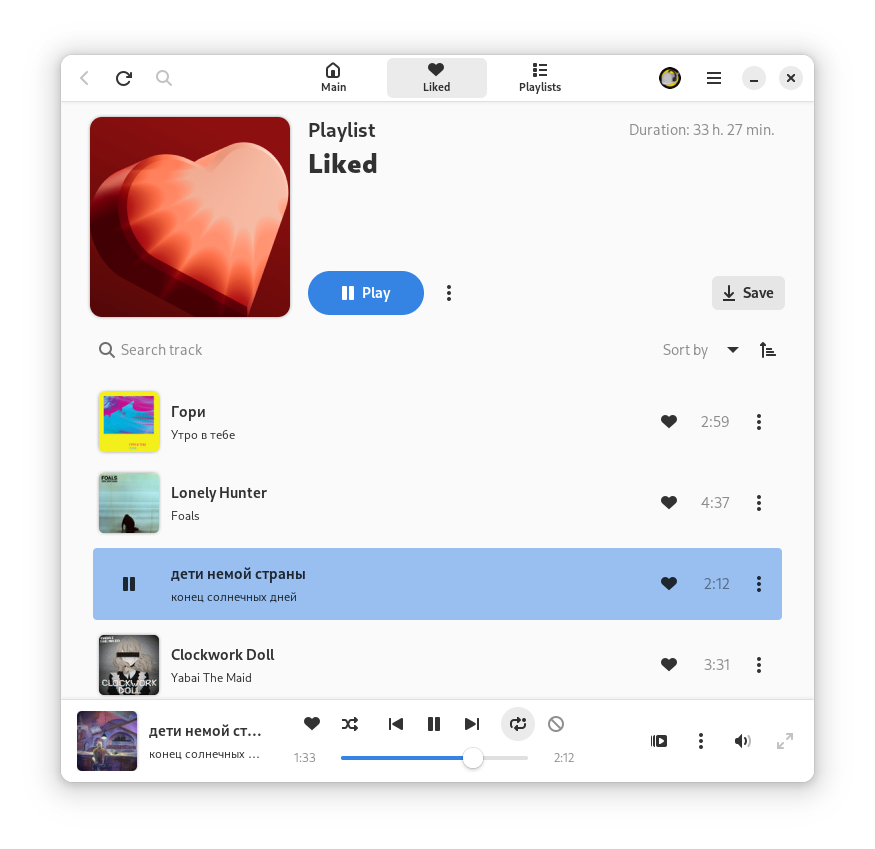 Main
Liked
Playlists
Playlist
Duration: 33 h. 27 min.
Liked
Play
Save
Search track
Sort by
Гори
2:59
Утро в тебе
FOALS
Lonely Hunter
4:37
Foals
дети немой страны
2:12
конец солнечных дней
Clockwork Doll
3:31
Yabai The Maid
CLOCKWORK
DOLL
дети немой ст...
конец солнечных ...
1:33
2:12